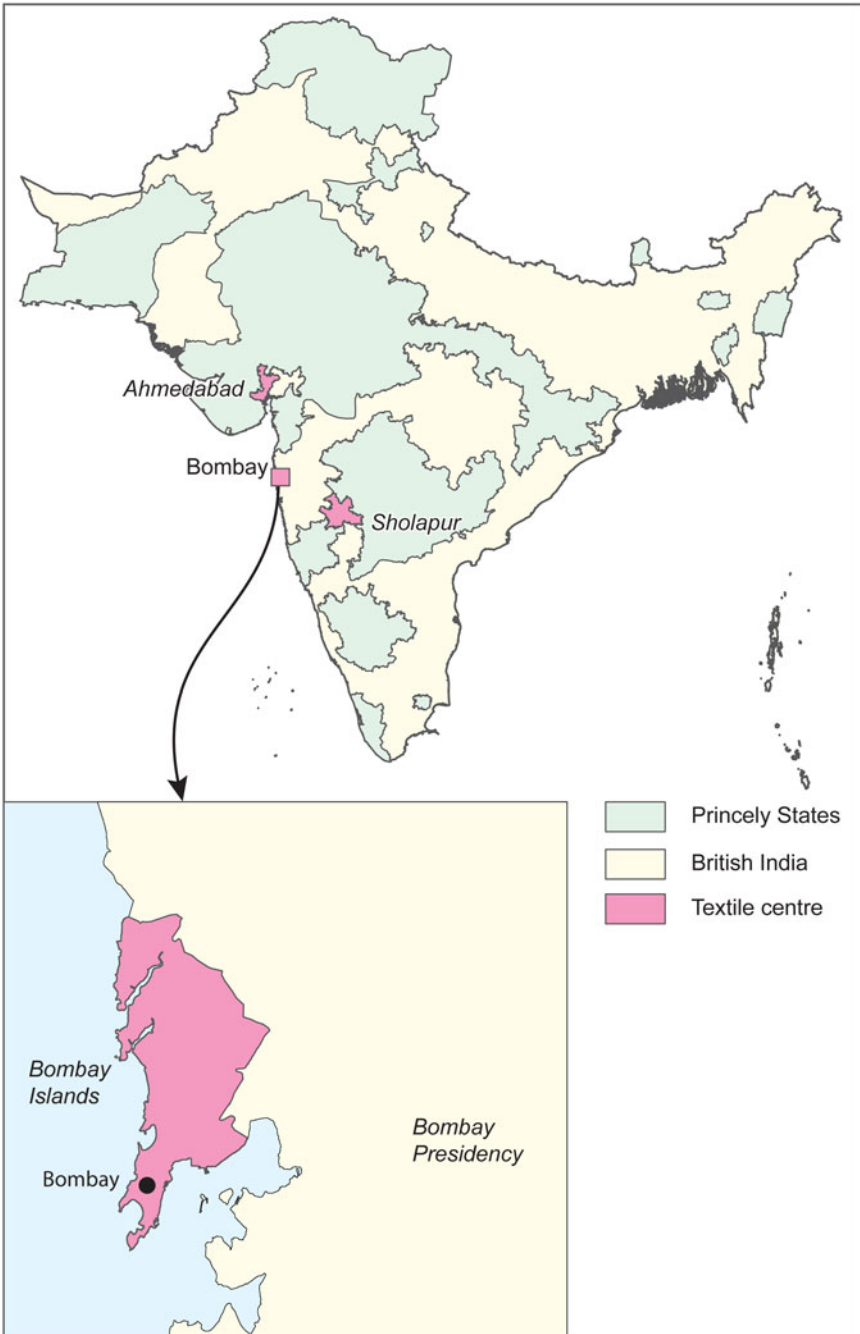 Ahmedabad
Bombay
Sholapur
Princely States
British India
Textile centre
Bombay
Islands
Bombay
Presidency
Bombay